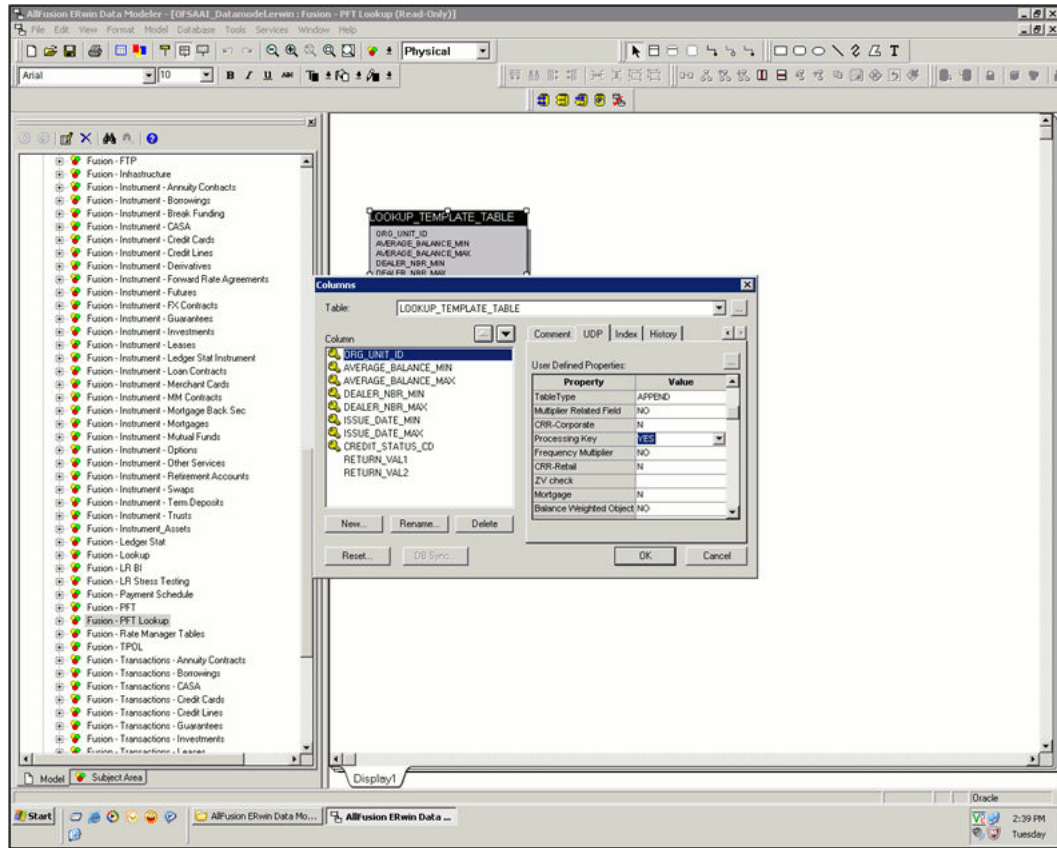 AllFusion ERwin Data Modeler - [OFSAAI_Datamodel.erwin : Fusion - PFT Lookup (Read-Only)]
File Edit View Format Model Database Tools Services Window Help
Physical
Arial 10 B I U
Fusion - FTP
Fusion - Infrastructure
Fusion - Instrument - Annuity Contracts
Fusion - Instrument - Borrowings
Fusion - Instrument - Break Funding
Fusion - Instrument - CASA
Fusion - Instrument - Credit Cards
Fusion - Instrument - Credit Lines
Fusion - Instrument - Derivatives
Fusion - Instrument - Forward Rate Agreements
Fusion - Instrument - Futures
Fusion - Instrument - FX Contracts
Fusion - Instrument - Guarantees
Fusion - Instrument - Investments
Fusion - Instrument - Leases
Fusion - Instrument - Ledger Stat Instrument
Fusion - Instrument - Loan Contracts
Fusion - Instrument - Merchant Cards
Fusion - Instrument - MM Contracts
Fusion - Instrument - Mortgage Back Sec
Fusion - Instrument - Mortgages
Fusion - Instrument - Mutual Funds
Fusion - Instrument - Options
Fusion - Instrument - Other Services
Fusion - Instrument - Retirement Accounts
Fusion - Instrument - Swaps
Fusion - Instrument - Term Deposits
Fusion - Instrument - Trusts
Fusion - Instrument_Assets
Fusion - Ledger Stat
Fusion - Lookup
Fusion - LR BI
Fusion - LR Stress Testing
Fusion - Payment Schedule
Fusion - PFT
Fusion - PFT Lookup
Fusion - Rate Manager Tables
Fusion - TPOL
Fusion - Transactions - Annuity Contracts
Fusion - Transactions - Borrowings
Fusion - Transactions - CASA
Fusion - Transactions - Credit Cards
Fusion - Transactions - Credit Lines
Fusion - Transactions - Guarantees
Fusion - Transactions - Investments
Fusion - Transactions - Leases
Model Subject Area
LOOKUP_TEMPLATE_TABLE
ORG_UNIT_ID
AVERAGE_BALANCE_MIN
AVERAGE_BALANCE_MAX
DEALER_NBR_MIN
DEALER_NBR_MAX
Columns
Table: LOOKUP_TEMPLATE_TABLE
Column
ORG_UNIT_ID
AVERAGE_BALANCE_MIN
AVERAGE_BALANCE_MAX
DEALER_NBR_MIN
DEALER_NBR_MAX
ISSUE_DATE_MIN
ISSUE_DATE_MAX
CREDIT_STATUS_CD
RETURN_VAL1
RETURN_VAL2
New... Rename... Delete
Comment UDP Index History
User Defined Properties:
Property Value
TableType APPEND
Multiplier Related Field NO
CRR-Corporate N
Processing Key YES
Frequency Multiplier NO
CRR-Retail N
ZV check
Mortgage N
Balance Weighted Object NO
Reset... DB Sync... OK Cancel
Display1
Oracle
Start AllFusion ERwin Data Mo... AllFusion ERwin Data ...
2:39 PM
Tuesday